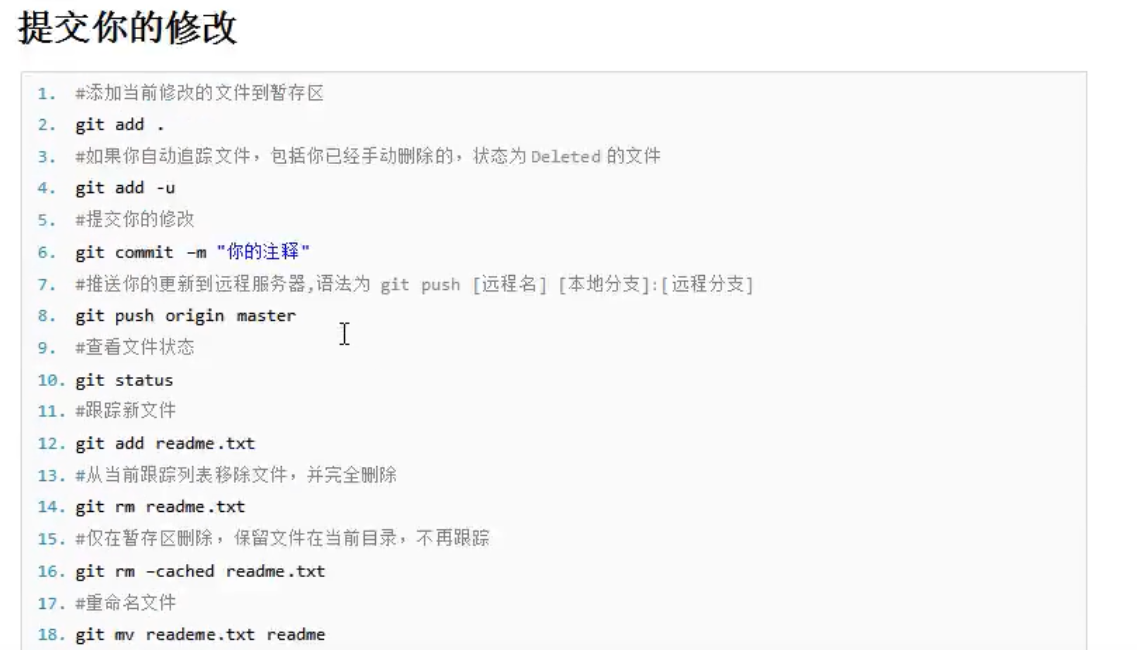 提交你的修改
1. #添加当前修改的文件到暂存区
2. git add .
3. #如果你自动追踪文件，包括你已经手动删除的，状态为Deleted的文件
4. git add -u
5. #提交你的修改
6. git commit –m "你的注释"
7. #推送你的更新到远程服务器,语法为 git push [远程名] [本地分支]:[远程分支]
8. git push origin master
9. #查看文件状态
10. git status
11. #跟踪新文件
12. git add readme.txt
13. #从当前跟踪列表移除文件，并完全删除
14. git rm readme.txt
15. #仅在暂存区删除，保留文件在当前目录，不再跟踪
16. git rm –cached readme.txt
17. #重命名文件
18. git mv reademe.txt readme